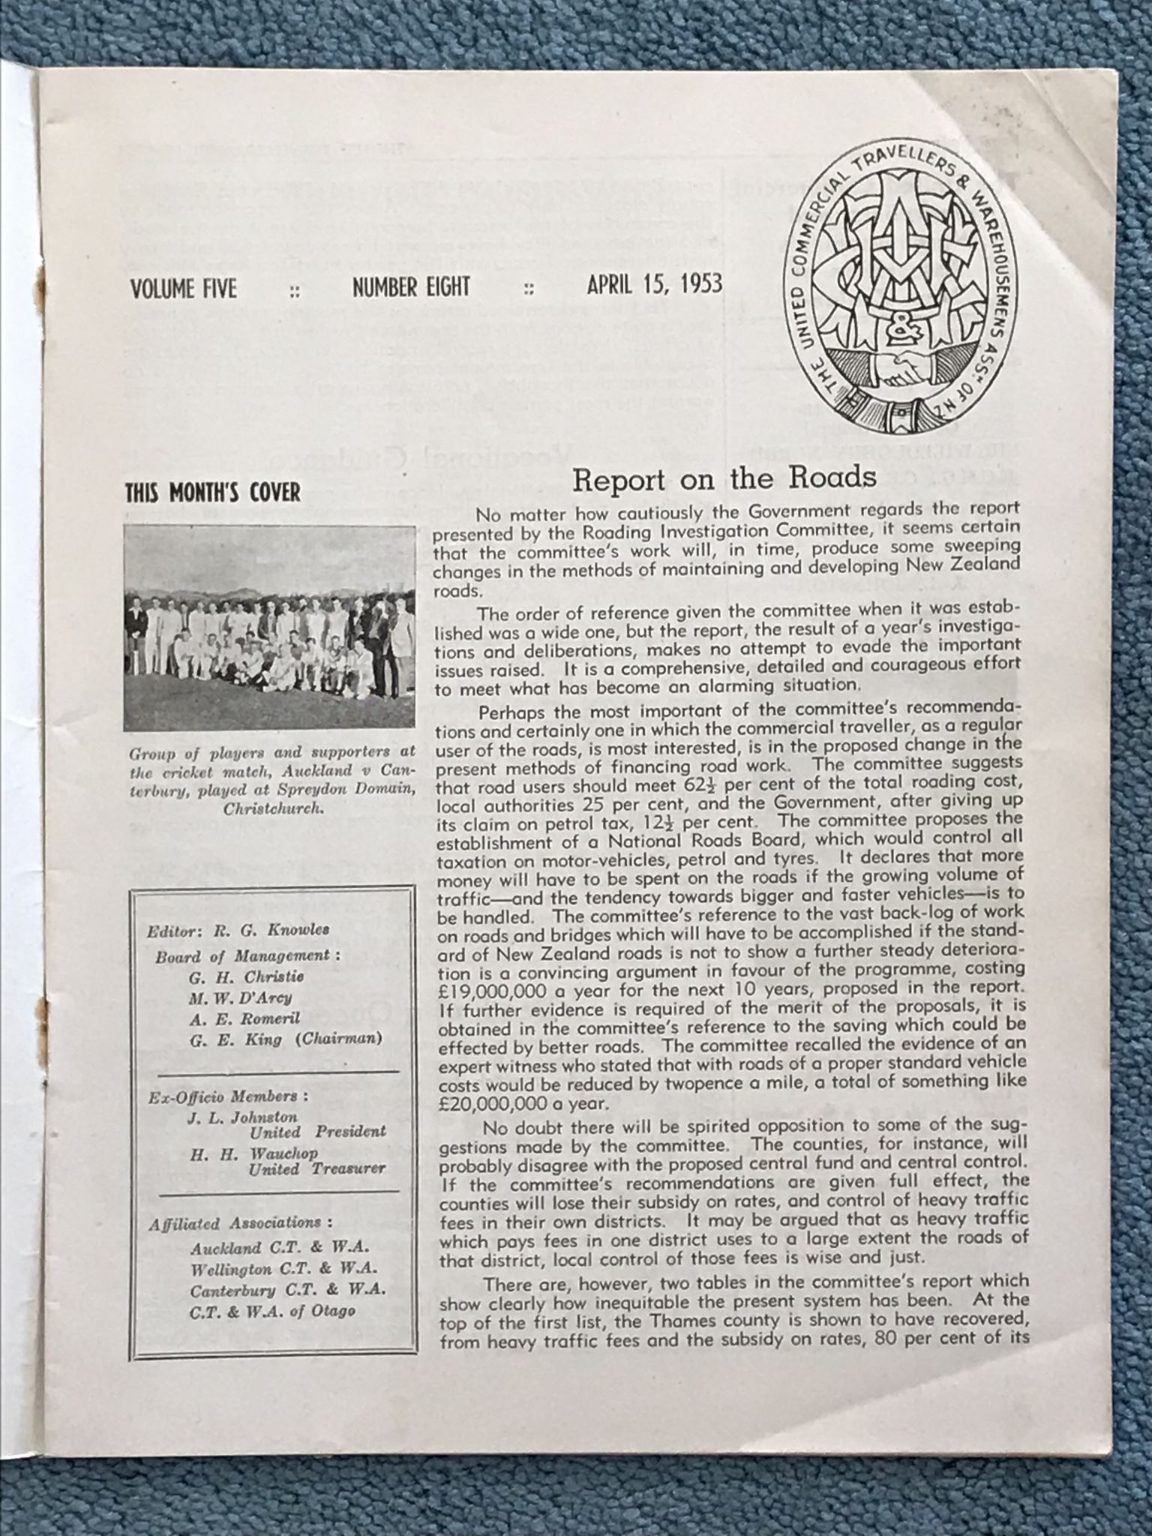 THE UNITED COMMERCIAL TRAVELLERS & WAREHOUSEMENS ASSN. OF N Z
&
VOLUME FIVE :: NUMBER EIGHT :: APRIL 15, 1953
THIS MONTH'S COVER
Group of players and supporters at
the cricket match, Auckland v Can-
terbury, played at Spreydon Domain,
Christchurch.
Editor: R. G. Knowles
Board of Management :
G. H. Christie
M. W. D'Arcy
A. E. Romeril
G. E. King (Chairman)
Ex-Officio Members :
J. L. Johnston
United President
H. H. Wauchop
United Treasurer
Affiliated Associations :
Auckland C.T. & W.A.
Wellington C.T. & W.A.
Canterbury C.T. & W.A.
C.T. & W.A. of Otago
Report on the Roads
No matter how cautiously the Government regards the report
presented by the Roading Investigation Committee, it seems certain
that the committee's work will, in time, produce some sweeping
changes in the methods of maintaining and developing New Zealand
roads.
The order of reference given the committee when it was estab-
lished was a wide one, but the report, the result of a year's investiga-
tions and deliberations, makes no attempt to evade the important
issues raised. It is a comprehensive, detailed and courageous effort
to meet what has become an alarming situation.
Perhaps the most important of the committee's recommenda-
tions and certainly one in which the commercial traveller, as a regular
user of the roads, is most interested, is in the proposed change in the
present methods of financing road work. The committee suggests
that road users should meet 62½ per cent of the total roading cost,
local authorities 25 per cent, and the Government, after giving up
its claim on petrol tax, 12½ per cent. The committee proposes the
establishment of a National Roads Board, which would control all
taxation on motor-vehicles, petrol and tyres. It declares that more
money will have to be spent on the roads if the growing volume of
traffic—and the tendency towards bigger and faster vehicles—is to
be handled. The committee's reference to the vast back-log of work
on roads and bridges which will have to be accomplished if the stand-
ard of New Zealand roads is not to show a further steady deteriora-
tion is a convincing argument in favour of the programme, costing
£19,000,000 a year for the next 10 years, proposed in the report.
If further evidence is required of the merit of the proposals, it is
obtained in the committee's reference to the saving which could be
effected by better roads. The committee recalled the evidence of an
expert witness who stated that with roads of a proper standard vehicle
costs would be reduced by twopence a mile, a total of something like
£20,000,000 a year.
No doubt there will be spirited opposition to some of the sug-
gestions made by the committee. The counties, for instance, will
probably disagree with the proposed central fund and central control.
If the committee's recommendations are given full effect, the
counties will lose their subsidy on rates, and control of heavy traffic
fees in their own districts. It may be argued that as heavy traffic
which pays fees in one district uses to a large extent the roads of
that district, local control of those fees is wise and just.
There are, however, two tables in the committee's report which
show clearly how inequitable the present system has been. At the
top of the first list, the Thames county is shown to have recovered,
from heavy traffic fees and the subsidy on rates, 80 per cent of its